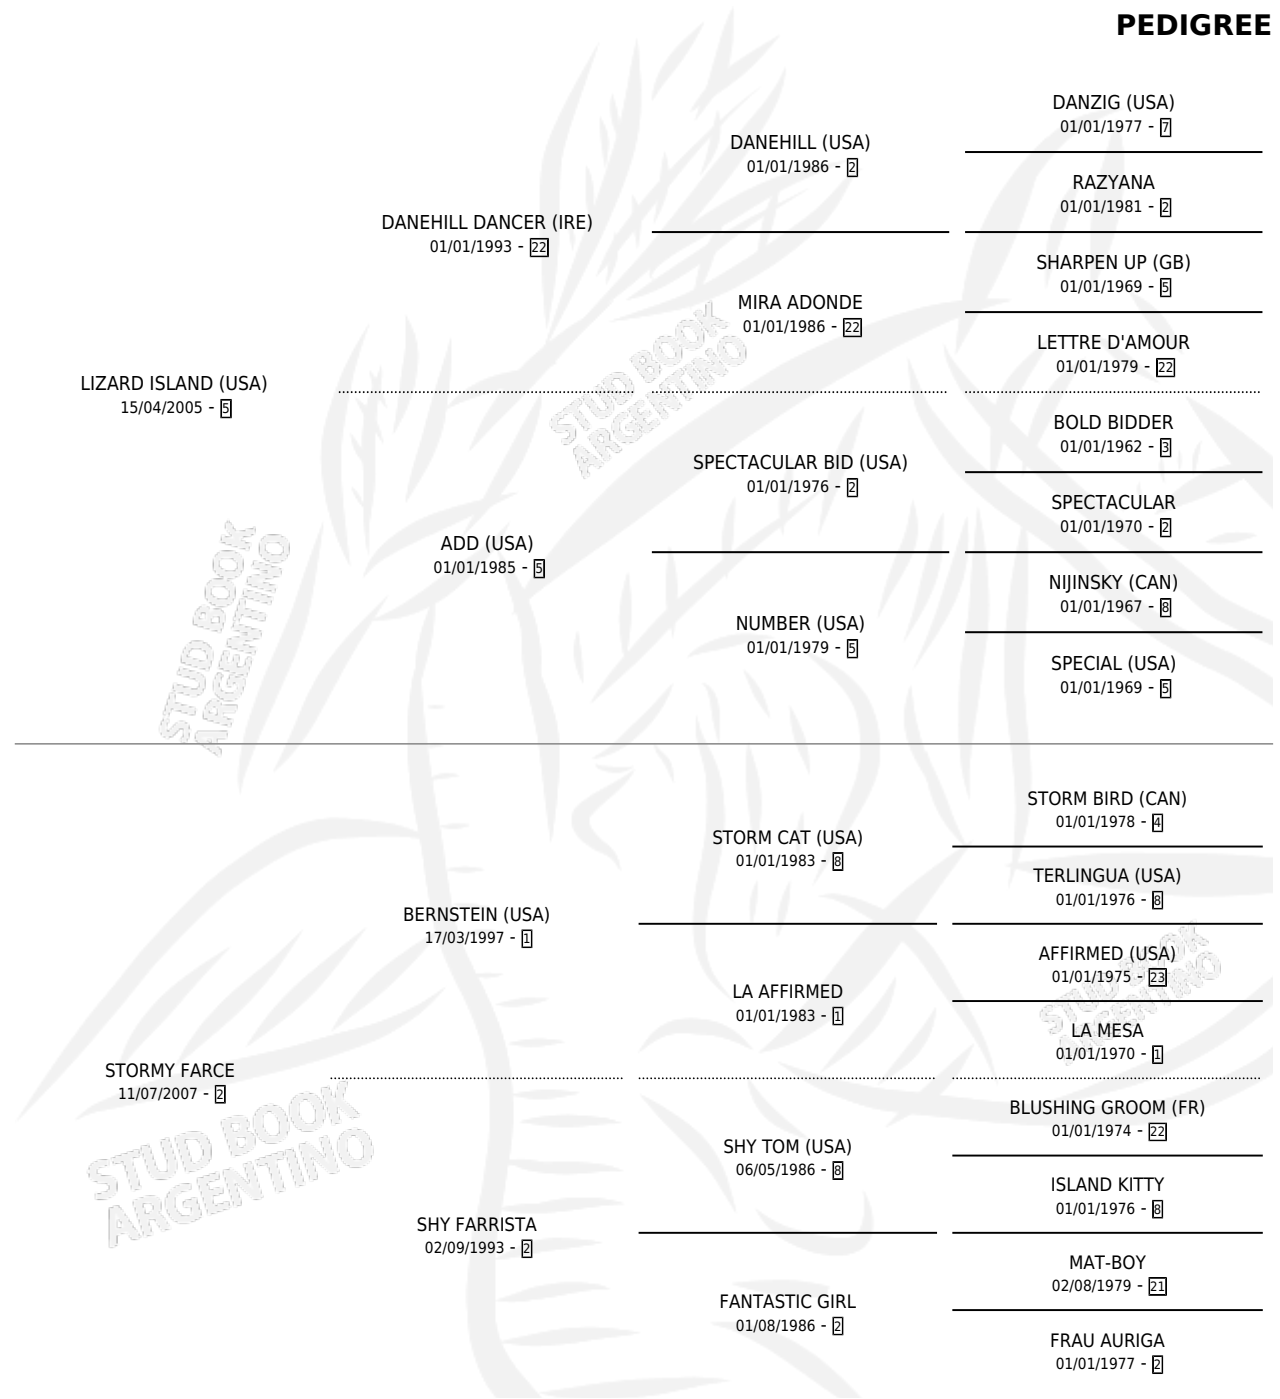 PEDIGREE
DANZIG (USA)
01/01/1977 - 7
DANEHILL (USA)
01/01/1986 - 2
RAZYANA
01/01/1981 - 2
DANEHILL DANCER (IRE)
01/01/1993 - 22
SHARPEN UP (GB)
01/01/1969 - 5
MIRA ADONDE
01/01/1986 - 22
LETTRE D'AMOUR
01/01/1979 - 22
LIZARD ISLAND (USA)
15/04/2005 - 5
BOLD BIDDER
01/01/1962 - 3
SPECTACULAR BID (USA)
01/01/1976 - 2
SPECTACULAR
01/01/1970 - 2
ADD (USA)
01/01/1985 - 5
NIJINSKY (CAN)
01/01/1967 - 8
NUMBER (USA)
01/01/1979 - 5
SPECIAL (USA)
01/01/1969 - 5
STORM BIRD (CAN)
01/01/1978 - 4
STORM CAT (USA)
01/01/1983 - 8
TERLINGUA (USA)
01/01/1976 - 8
BERNSTEIN (USA)
17/03/1997 - 1
AFFIRMED (USA)
01/01/1975 - 23
LA AFFIRMED
01/01/1983 - 1
LA MESA
01/01/1970 - 1
STORMY FARCE
11/07/2007 - 2
BLUSHING GROOM (FR)
01/01/1974 - 22
SHY TOM (USA)
06/05/1986 - 8
ISLAND KITTY
01/01/1976 - 8
SHY FARRISTA
02/09/1993 - 2
MAT-BOY
02/08/1979 - 21
FANTASTIC GIRL
01/08/1986 - 2
FRAU AURIGA
01/01/1977 - 2
STUD BOOK
ARGENTINO
STUD BOOK
ARGENTINO
STUD BOOK
ARGENTINO
STUD BOOK
ARGENTINO